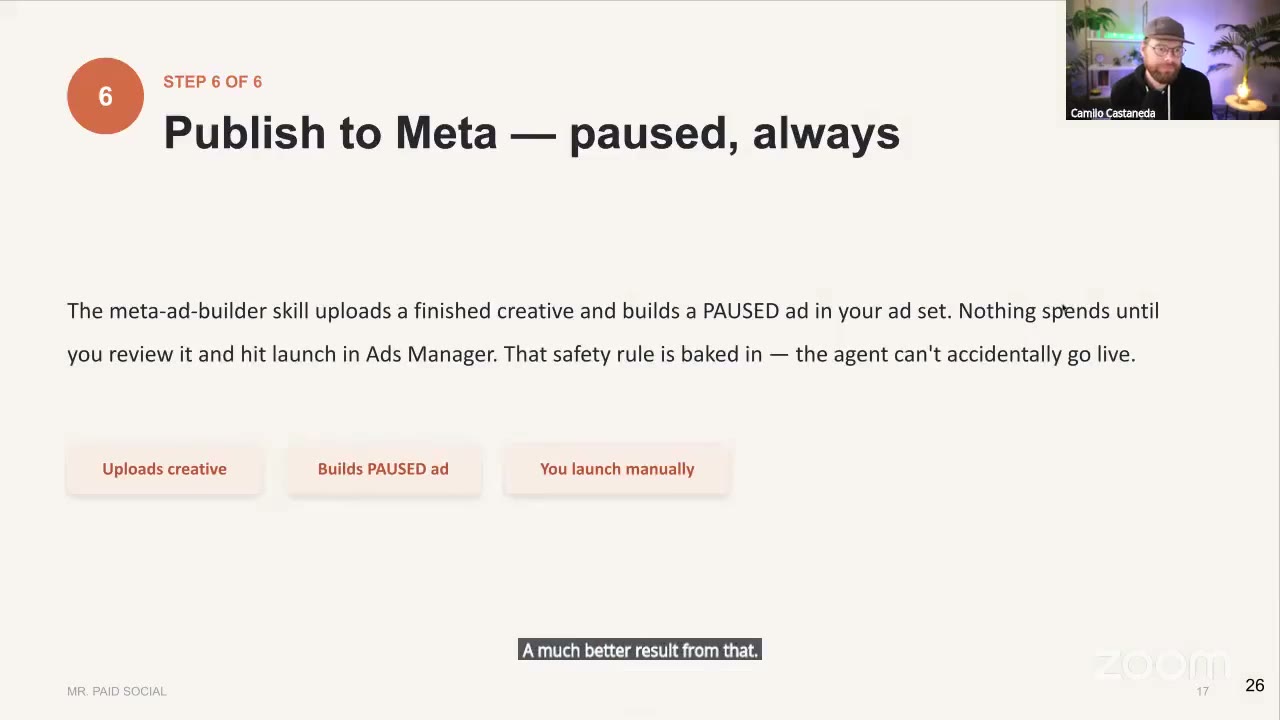 Camilo Castaneda
6
STEP 6 OF 6
Publish to Meta — paused, always
The meta-ad-builder skill uploads a finished creative and builds a PAUSED ad in your ad set. Nothing spends until
you review it and hit launch in Ads Manager. That safety rule is baked in — the agent can't accidentally go live.
Uploads creative
Builds PAUSED ad
You launch manually
A much better result from that.
zoom
MR. PAID SOCIAL
17
26